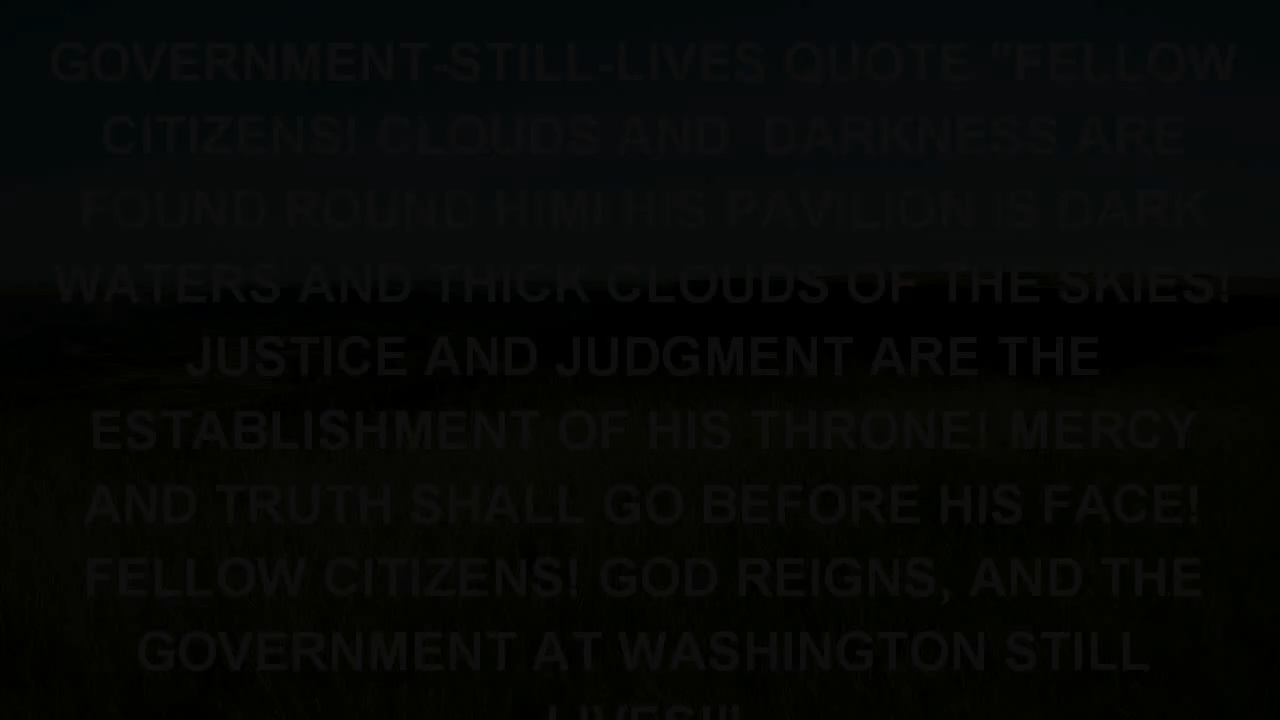 GOVERNMENT-STILL-LIVES QUOTE "FELLOW
CITIZENS! CLOUDS AND DARKNESS ARE
FOUND ROUND HIM! HIS PAVILION IS DARK
WATERS AND THICK CLOUDS OF THE SKIES!
JUSTICE AND JUDGMENT ARE THE
ESTABLISHMENT OF HIS THRONE! MERCY
AND TRUTH SHALL GO BEFORE HIS FACE!
FELLOW CITIZENS! GOD REIGNS, AND THE
GOVERNMENT AT WASHINGTON STILL
LIVES!!"